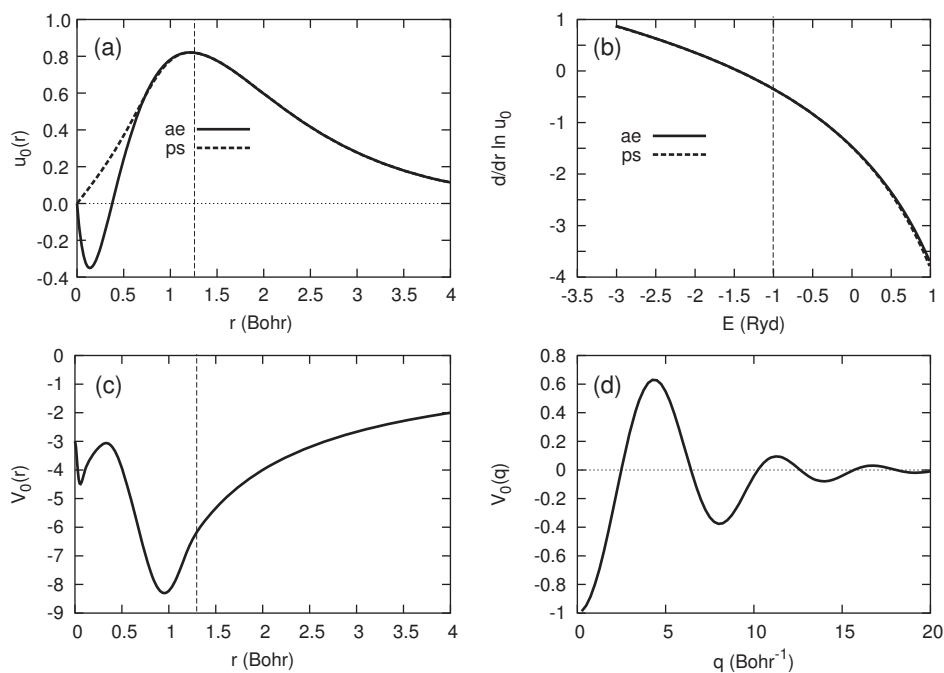 (a)
1.0
0.8
0.6
0.4
0.2
0.0
-0.2
-0.4
u0(r)
ae
ps
0 0.5 1 1.5 2 2.5 3 3.5 4
r (Bohr)
(b)
1
0
-1
-2
-3
-4
d/dr ln u0
ae
ps
-3.5 -3 -2.5 -2 -1.5 -1 -0.5 0 0.5 1
E (Ryd)
(c)
0
-1
-2
-3
-4
-5
-6
-7
-8
-9
V0(r)
0 0.5 1 1.5 2 2.5 3 3.5 4
r (Bohr)
(d)
0.8
0.6
0.4
0.2
0
-0.2
-0.4
-0.6
-0.8
-1
V0(q)
0 5 10 15 20
q (Bohr-1)